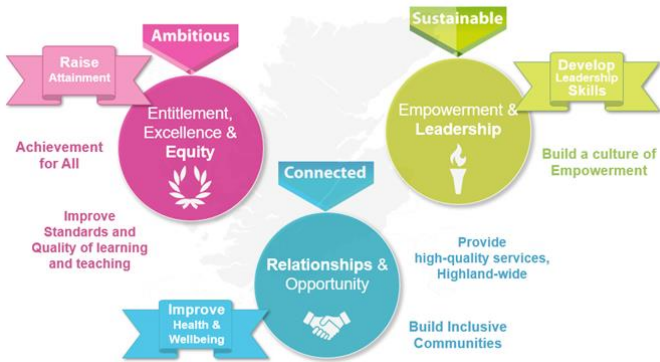 Ambitious
Raise
Attainment
Entitlement,
Excellence &
Equity
Achievement
for All
Improve
Standards and
Quality of learning
and teaching
Sustainable
Develop
Leadership
Skills
Empowerment &
Leadership
Build a culture of
Empowerment
Connected
Relationships &
Opportunity
Improve
Health &
Wellbeing
Provide
high-quality services,
Highland-wide
Build Inclusive
Communities